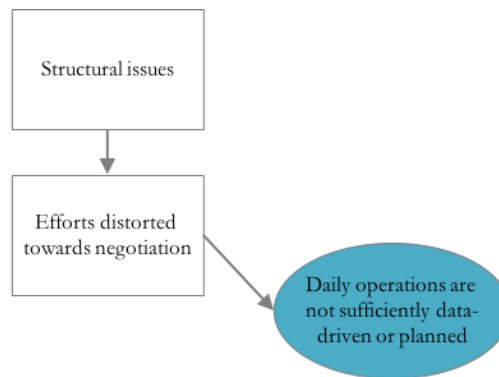 Structural issues
Efforts distorted
towards negotiation
Daily operations are
not sufficiently data-
driven or planned